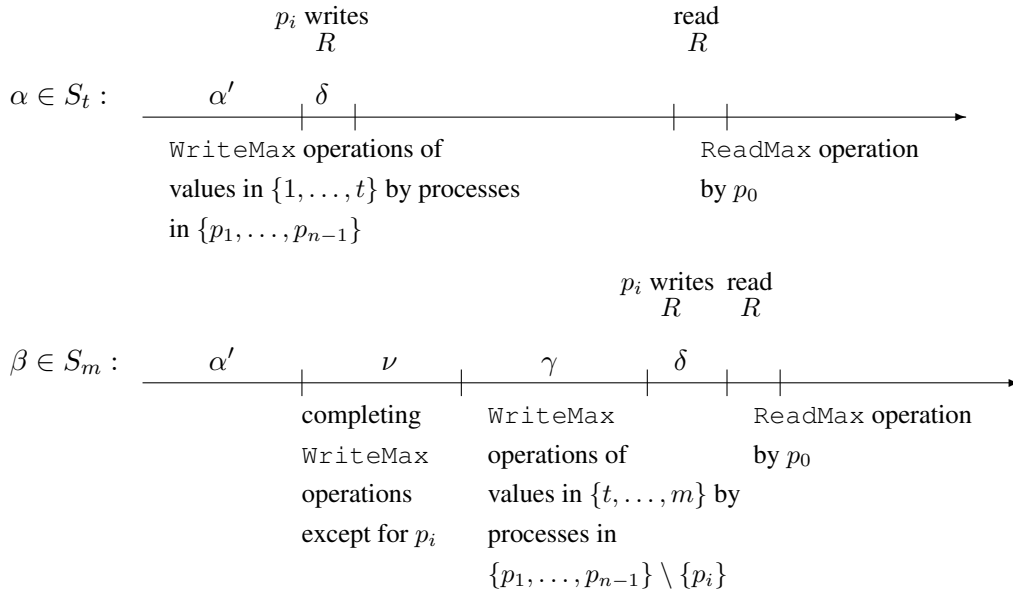 p_i writes read
R R
α ∈ S_t : α′ δ
WriteMax operations of ReadMax operation
values in {1, . . . , t} by processes by p_0
in {p_1, . . . , p_{n−1}}
p_i writes read
R R
β ∈ S_m : α′ ν γ δ
completing WriteMax ReadMax operation
WriteMax operations of by p_0
operations values in {t, . . . , m} by
except for p_i processes in
{p_1, . . . , p_{n−1}} \ {p_i}